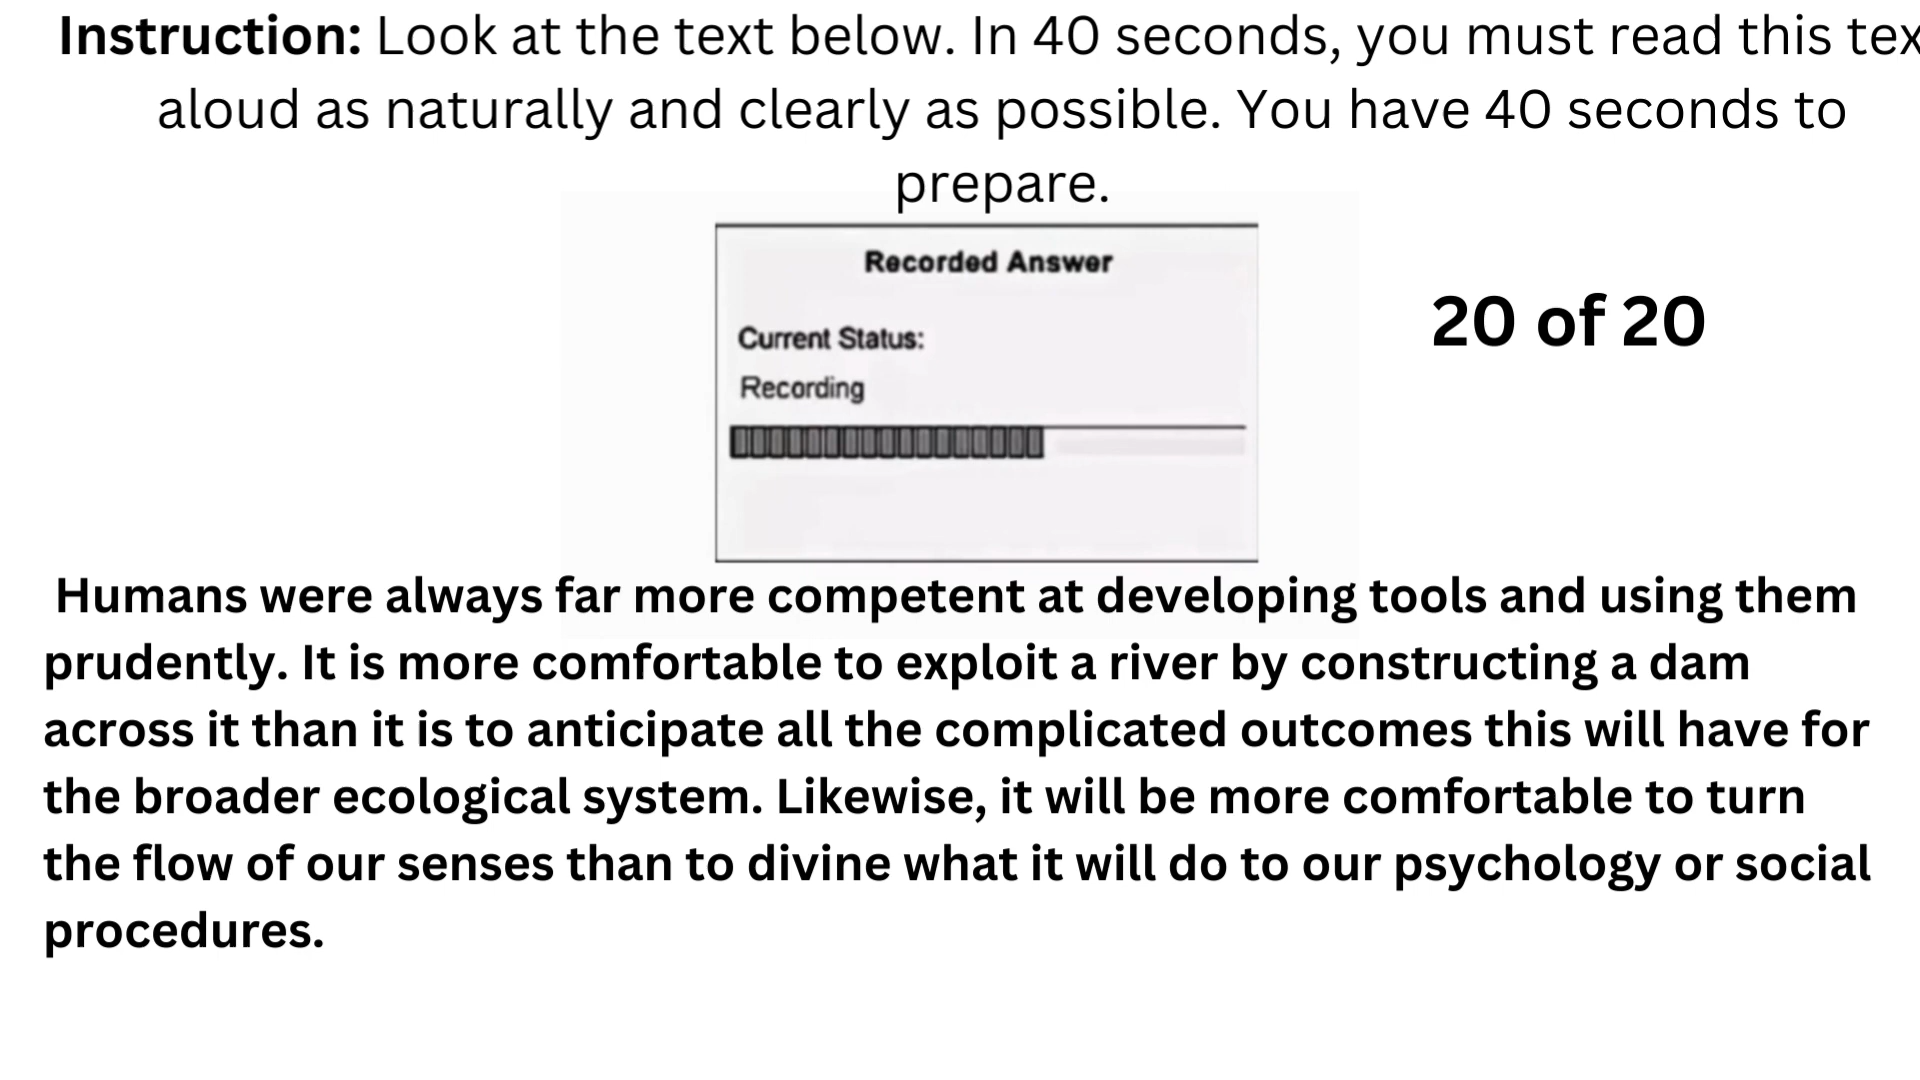 Instruction: Look at the text below. In 40 seconds, you must read this tex
aloud as naturally and clearly as possible. You have 40 seconds to
prepare.
Recorded Answer
Current Status:
Recording
20 of 20
Humans were always far more competent at developing tools and using them
prudently. It is more comfortable to exploit a river by constructing a dam
across it than it is to anticipate all the complicated outcomes this will have for
the broader ecological system. Likewise, it will be more comfortable to turn
the flow of our senses than to divine what it will do to our psychology or social
procedures.